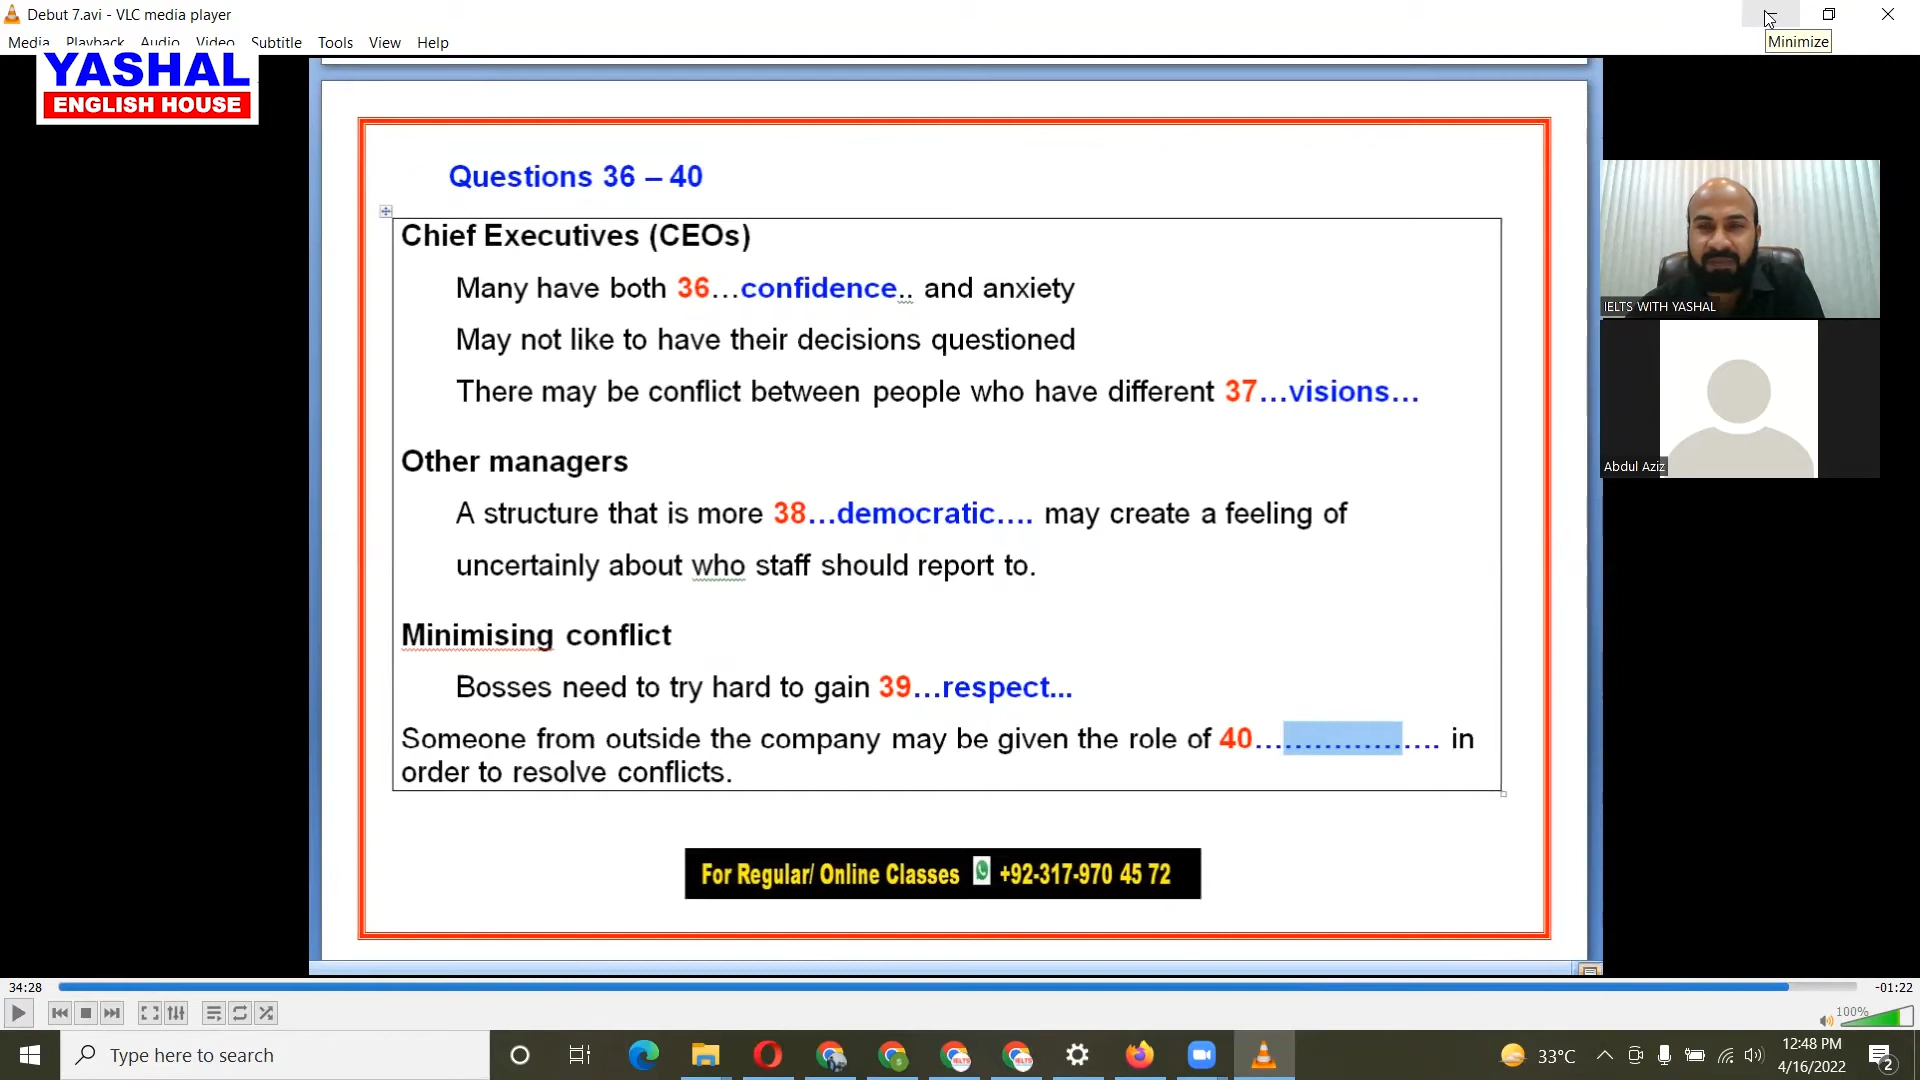 Debut 7.avi - VLC media player
Media Playback Audio Video Subtitle Tools View Help
Minimize
YASHAL
ENGLISH HOUSE
Questions 36 – 40
Chief Executives (CEOs)
Many have both 36…confidence.. and anxiety
May not like to have their decisions questioned
There may be conflict between people who have different 37…visions…
Other managers
A structure that is more 38…democratic…. may create a feeling of
uncertainly about who staff should report to.
Minimising conflict
Bosses need to try hard to gain 39…respect...
Someone from outside the company may be given the role of 40…………………. in
order to resolve conflicts.
For Regular/ Online Classes +92-317-970 45 72
IELTS WITH YASHAL
Abdul Aziz
34:28
-01:22
100%
Type here to search
33°C
12:48 PM
4/16/2022
2